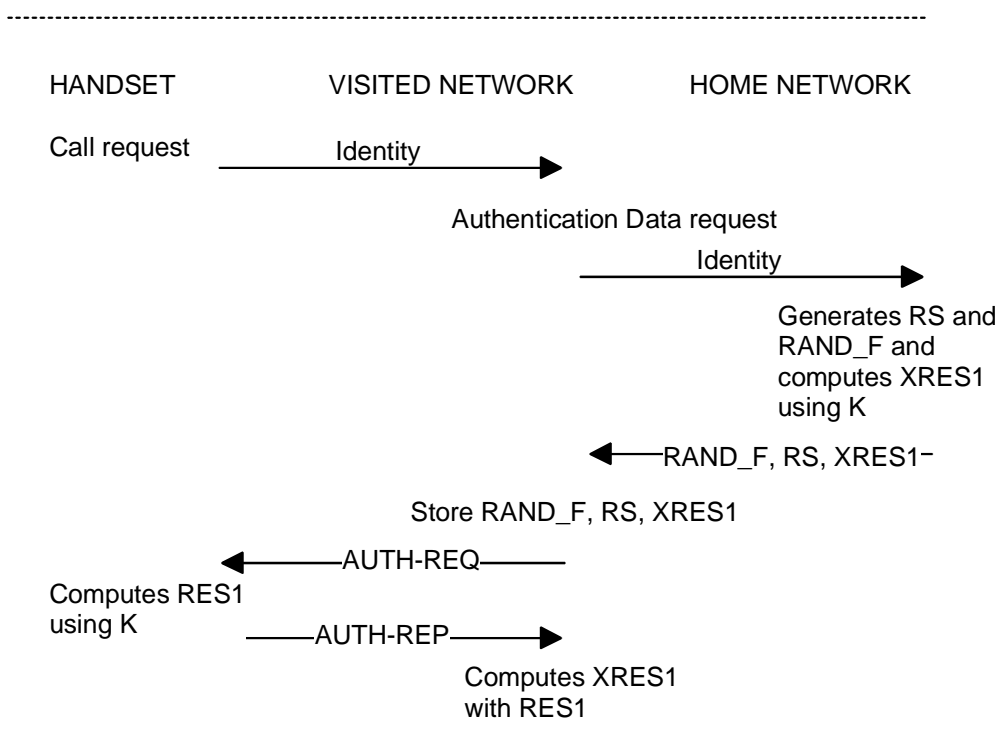 HANDSET VISITED NETWORK HOME NETWORK
Call request Identity
Authentication Data request
Identity
Generates RS and
RAND_F and
computes XRES1
using K
RAND_F, RS, XRES1
Store RAND_F, RS, XRES1
AUTH-REQ
Computes RES1
using K
AUTH-REP
Computes XRES1
with RES1